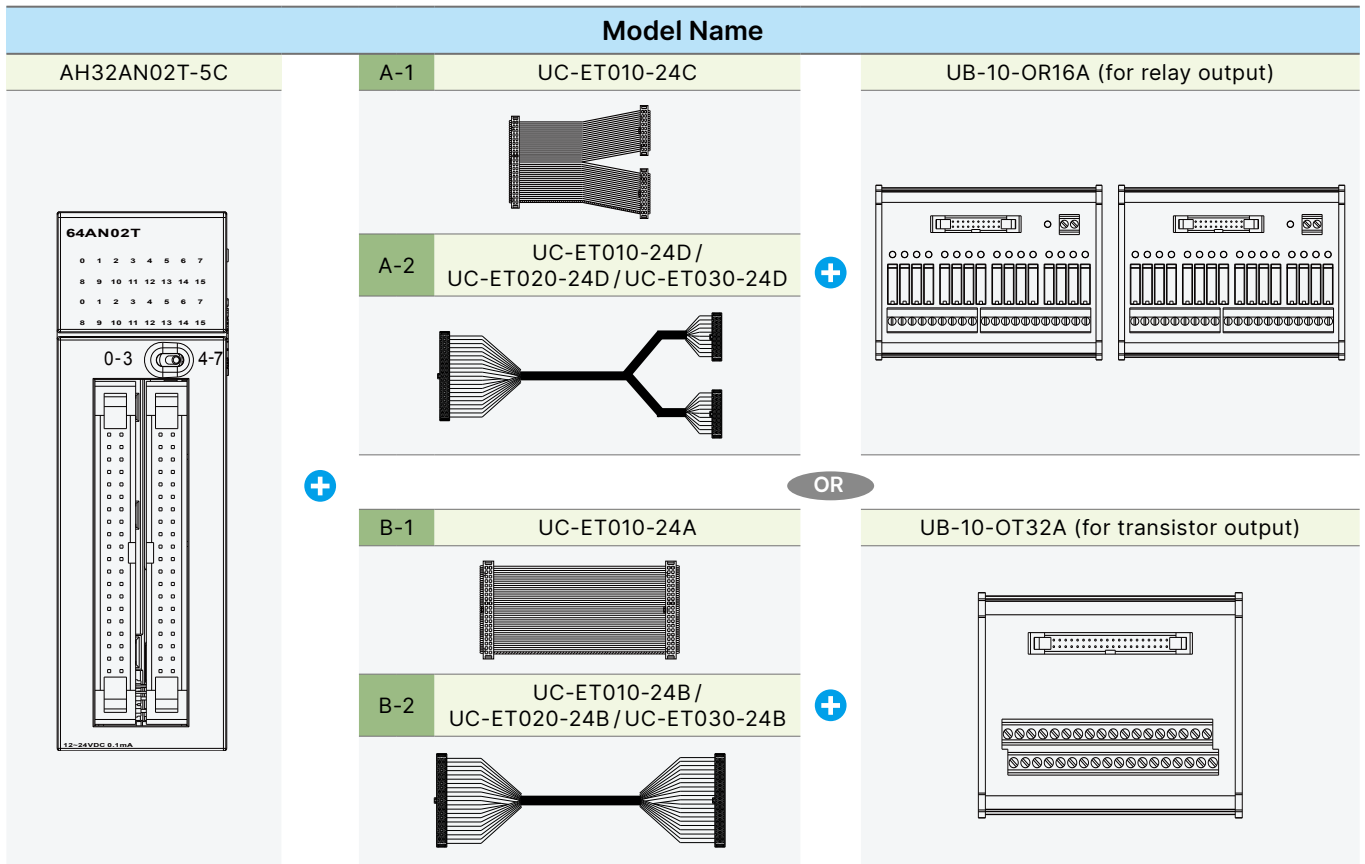 Model Name
AH32AN02T-5C
64AN02T
0 1 2 3 4 5 6 7
8 9 10 11 12 13 14 15
0 1 2 3 4 5 6 7
8 9 10 11 12 13 14 15
0-3 4-7
12~24VDC 0.1mA
A-1 UC-ET010-24C
A-2
UC-ET010-24D/
UC-ET020-24D/UC-ET030-24D
UB-10-OR16A (for relay output)
OR
B-1 UC-ET010-24A
B-2
UC-ET010-24B/
UC-ET020-24B/UC-ET030-24B
UB-10-OT32A (for transistor output)